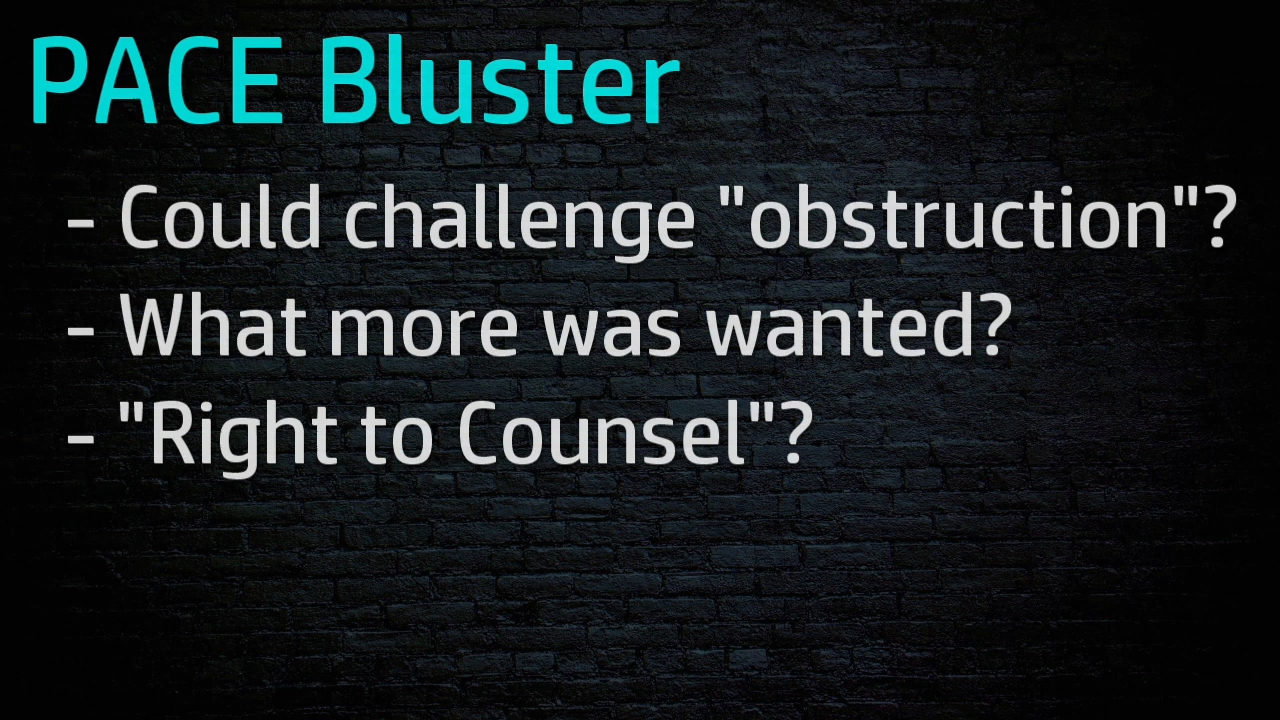 PACE Bluster
- Could challenge "obstruction"?
- What more was wanted?
- "Right to Counsel"?